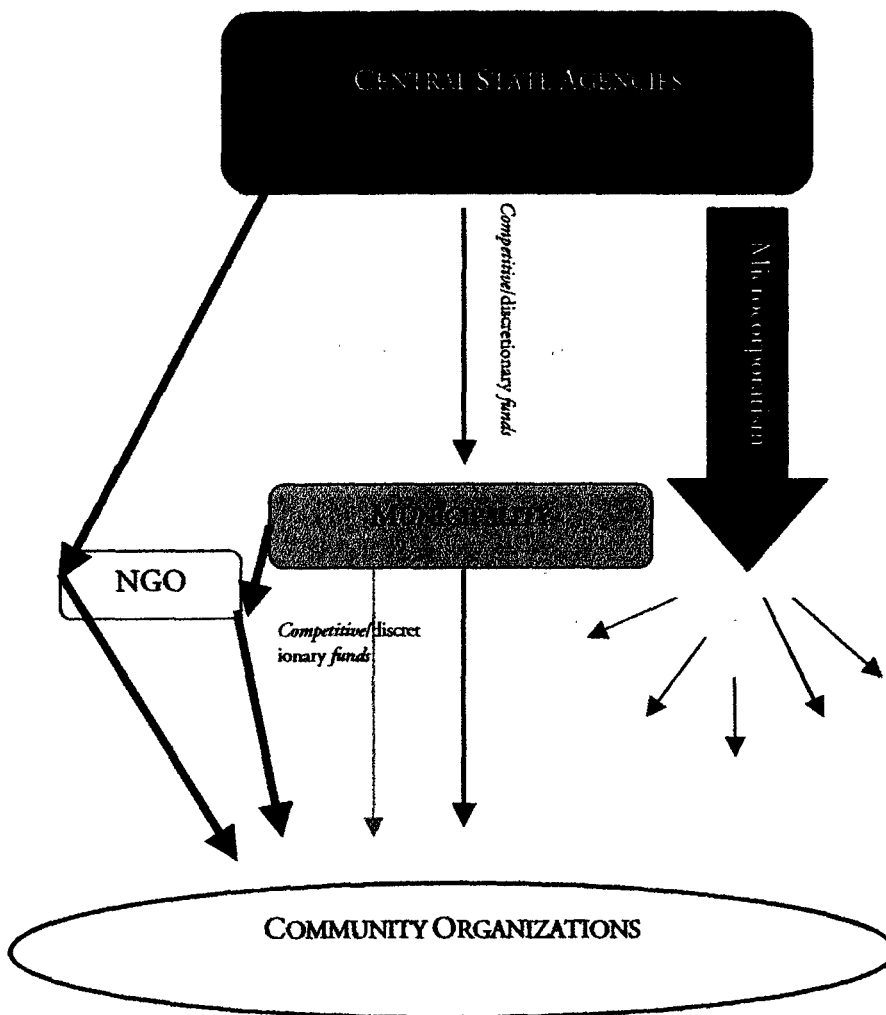 CENTRAL STATE AGENCIES
Competitive/discretionary funds
Microcorporatism
MUNICIPALITY
NGO
Competitive/discret
ionary funds
COMMUNITY ORGANIZATIONS